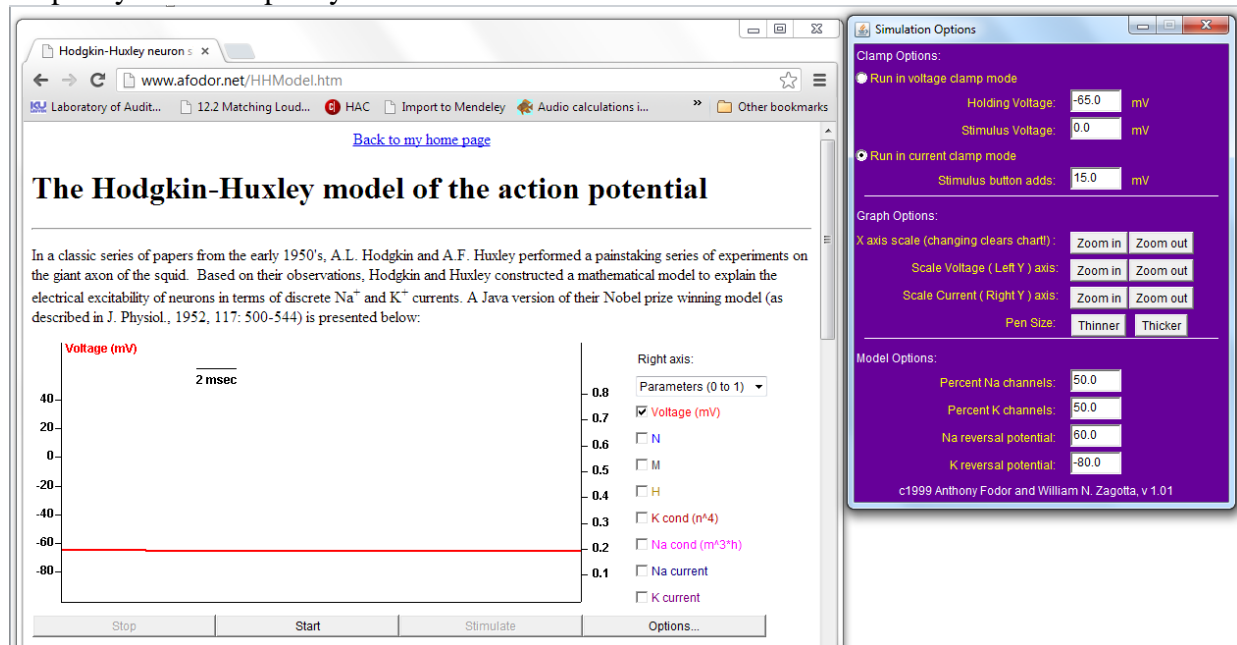 Hodgkin-Huxley neuron s
www.afodor.net/HHModel.htm
KU Laboratory of Audit... 12.2 Matching Loud... HAC Import to Mendeley Audio calculations i... » Other bookmarks
Back to my home page
The Hodgkin-Huxley model of the action potential
In a classic series of papers from the early 1950's, A.L. Hodgkin and A.F. Huxley performed a painstaking series of experiments on
the giant axon of the squid. Based on their observations, Hodgkin and Huxley constructed a mathematical model to explain the
electrical excitability of neurons in terms of discrete Na+ and K+ currents. A Java version of their Nobel prize winning model (as
described in J. Physiol., 1952, 117: 500-544) is presented below:
Voltage (mV)
2 msec
40
20
0
-20
-40
-60
-80
0.8
0.7
0.6
0.5
0.4
0.3
0.2
0.1
Right axis:
Parameters (0 to 1)
Voltage (mV)
N
M
H
K cond (n^4)
Na cond (m^3*h)
Na current
K current
Stop Start Stimulate Options...
Simulation Options
Clamp Options:
Run in voltage clamp mode
Holding Voltage: -65.0 mV
Stimulus Voltage: 0.0 mV
Run in current clamp mode
Stimulus button adds: 15.0 mV
Graph Options:
X axis scale (changing clears chart!) : Zoom in Zoom out
Scale Voltage ( Left Y ) axis: Zoom in Zoom out
Scale Current ( Right Y ) axis: Zoom in Zoom out
Pen Size: Thinner Thicker
Model Options:
Percent Na channels: 50.0
Percent K channels: 50.0
Na reversal potential: 60.0
K reversal potential: -80.0
c1999 Anthony Fodor and William N. Zagotta, v 1.01